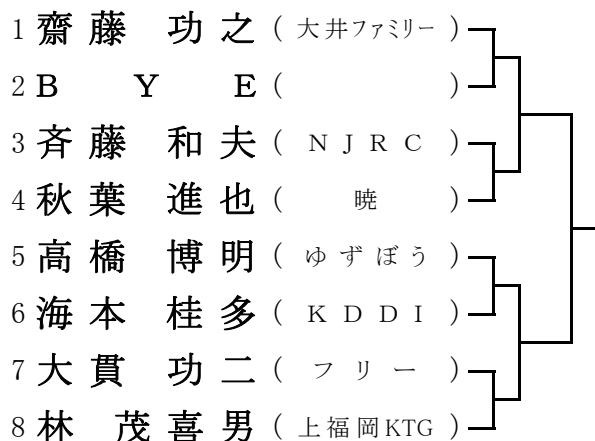 1 齋藤 功之 ( 大井ファミリー )
2 BYE ( )
3 斉藤 和夫 ( NJRC )
4 秋葉 進也 ( 暁 )
5 高橋 博明 ( ゆずぼう )
6 海本 桂多 ( KDDI )
7 大貫 功二 ( フリー )
8 林 茂喜男 ( 上福岡KTG )